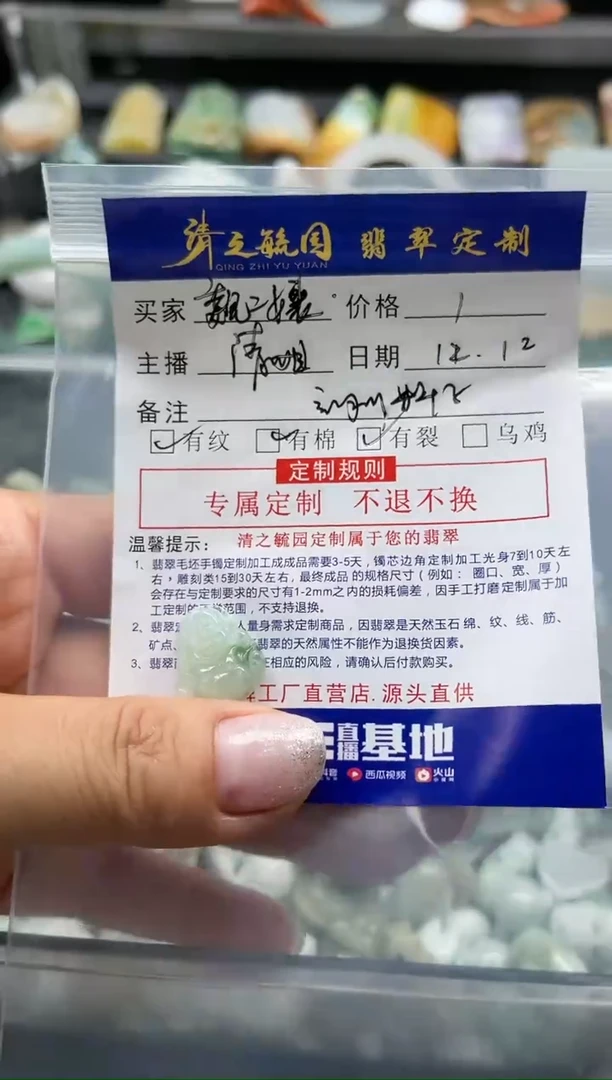 清之毓园 翡翠定制
QING ZHI YU YUAN
买家 价格 1
主播 日期 12.12
备注
有纹 有棉 有裂 乌鸡
定制规则
专属定制 不退不换
温馨提示： 清之毓园定制属于您的翡翠
1、翡翠毛坯手镯定制加工成成品需要3-5天，镯芯边角定制加工光身7到10天左
右，雕刻类15到30天左右，最终成品的规格尺寸（例如：圈口、宽、厚）
会存在与定制要求的尺寸有1-2mm之内的损耗偏差，因手工打磨定制属于加
工定制的 范围，不支持退换。
2、翡翠 人量身需求定制商品，因翡翠是天然玉石 绵、纹、线、筋、
矿点、 翡翠的天然属性不能作为退换货因素。
3、翡翠 在相应的风险，请确认后付款购买。
工厂直营店.源头直供
直播基地
西瓜视频 火山